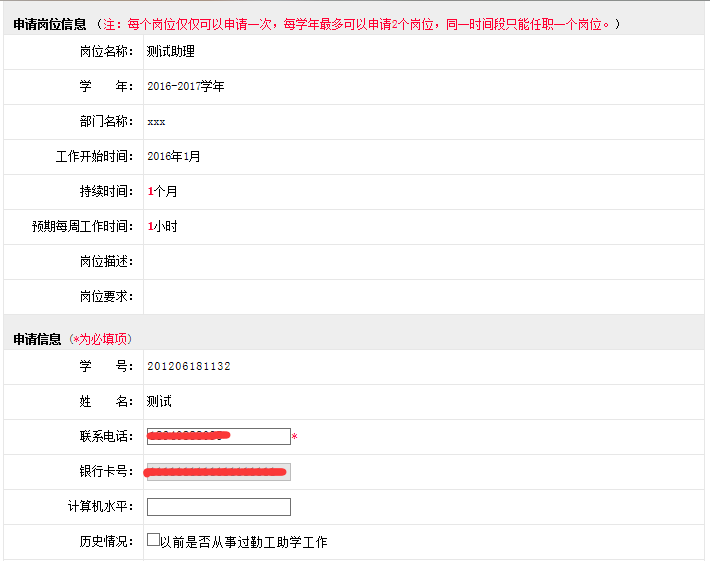 申请岗位信息 （注：每个岗位仅仅可以申请一次，每学年最多可以申请2个岗位，同一时间段只能任职一个岗位。）
岗位名称： 测试助理
学 年： 2016-2017学年
部门名称： xxx
工作开始时间： 2016年1月
持续时间： 1个月
预期每周工作时间： 1小时
岗位描述：
岗位要求：
申请信息 （*为必填项）
学 号： 201206181132
姓 名： 测试
联系电话： *
银行卡号：
计算机水平：
历史情况： 以前是否从事过勤工助学工作